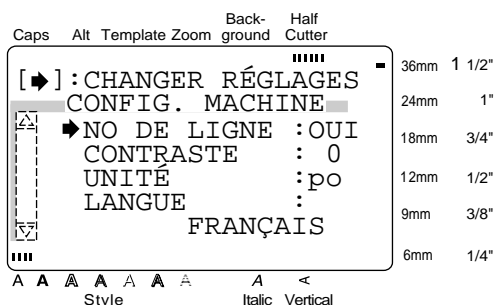 Back- Half
Caps Alt Template Zoom ground Cutter
[➡]:CHANGER RÉGLAGES
CONFIG. MACHINE
➡NO DE LIGNE :OUI
CONTRASTE : 0
UNITÉ :po
LANGUE :
FRANÇAIS
36mm 1 1/2"
24mm 1"
18mm 3/4"
12mm 1/2"
9mm 3/8"
6mm 1/4"
A A A A A A A A A
Style Italic Vertical